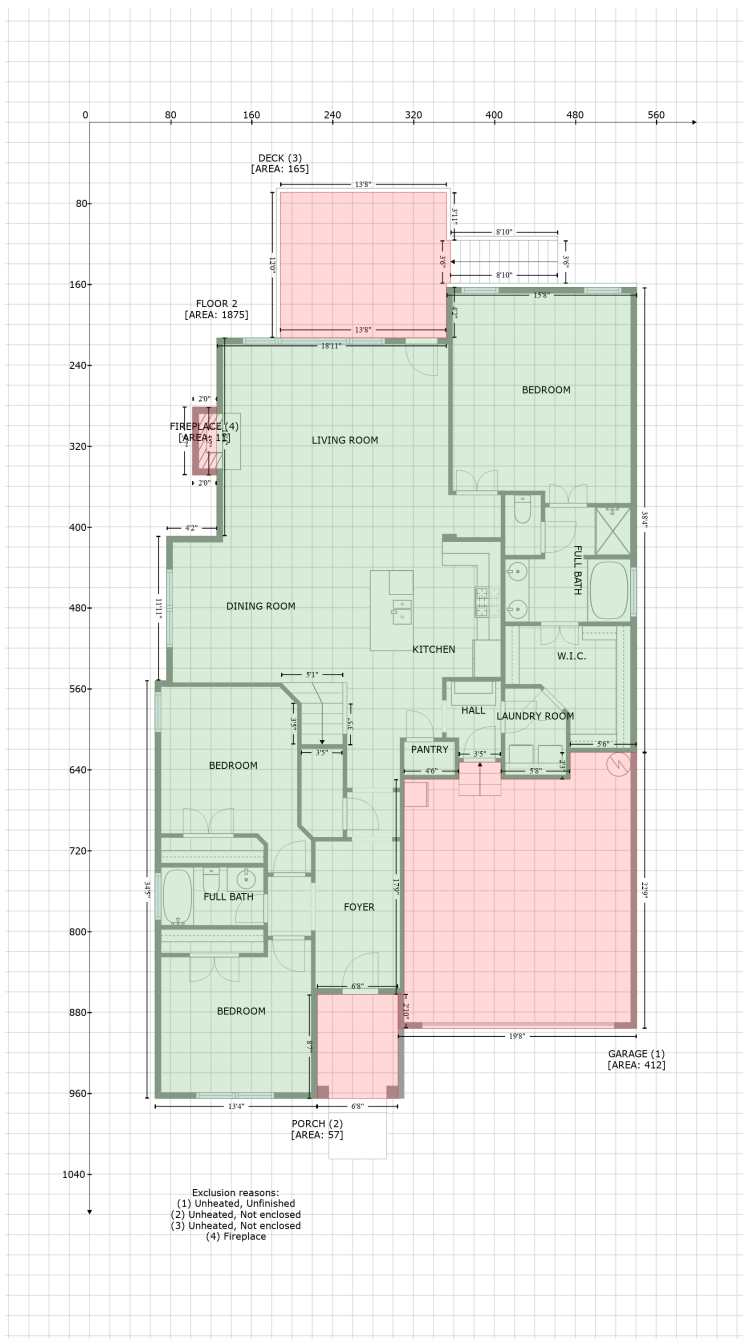 0 80 160 240 320 400 480 560
DECK (3)
[AREA: 165]
13'8"
80
3'11"
8'10"
12'0"
3'6"
3'6"
8'10"
160
4'2"
15'8"
FLOOR 2
[AREA: 1875]
13'8"
18'11"
240
BEDROOM
2'0"
FIREPLACE (4)
LIVING ROOM
320
2'0"
400
4'2"
38'4"
FULL BATH
480
11'11"
DINING ROOM
KITCHEN
W.I.C.
560
5'1"
HALL
LAUNDRY ROOM
3'5"
3'5"
BEDROOM
3'5"
PANTRY
3'5"
5'6"
2'3"
640
4'6"
5'8"
720
34'5"
FULL BATH
17'9"
22'9"
FOYER
800
6'8"
880
BEDROOM
2'10"
8'7"
19'8"
GARAGE (1)
[AREA: 412]
960
13'4"
6'8"
PORCH (2)
[AREA: 57]
1040
Exclusion reasons:
(1) Unheated, Unfinished
(2) Unheated, Not enclosed
(3) Unheated, Not enclosed
(4) Fireplace